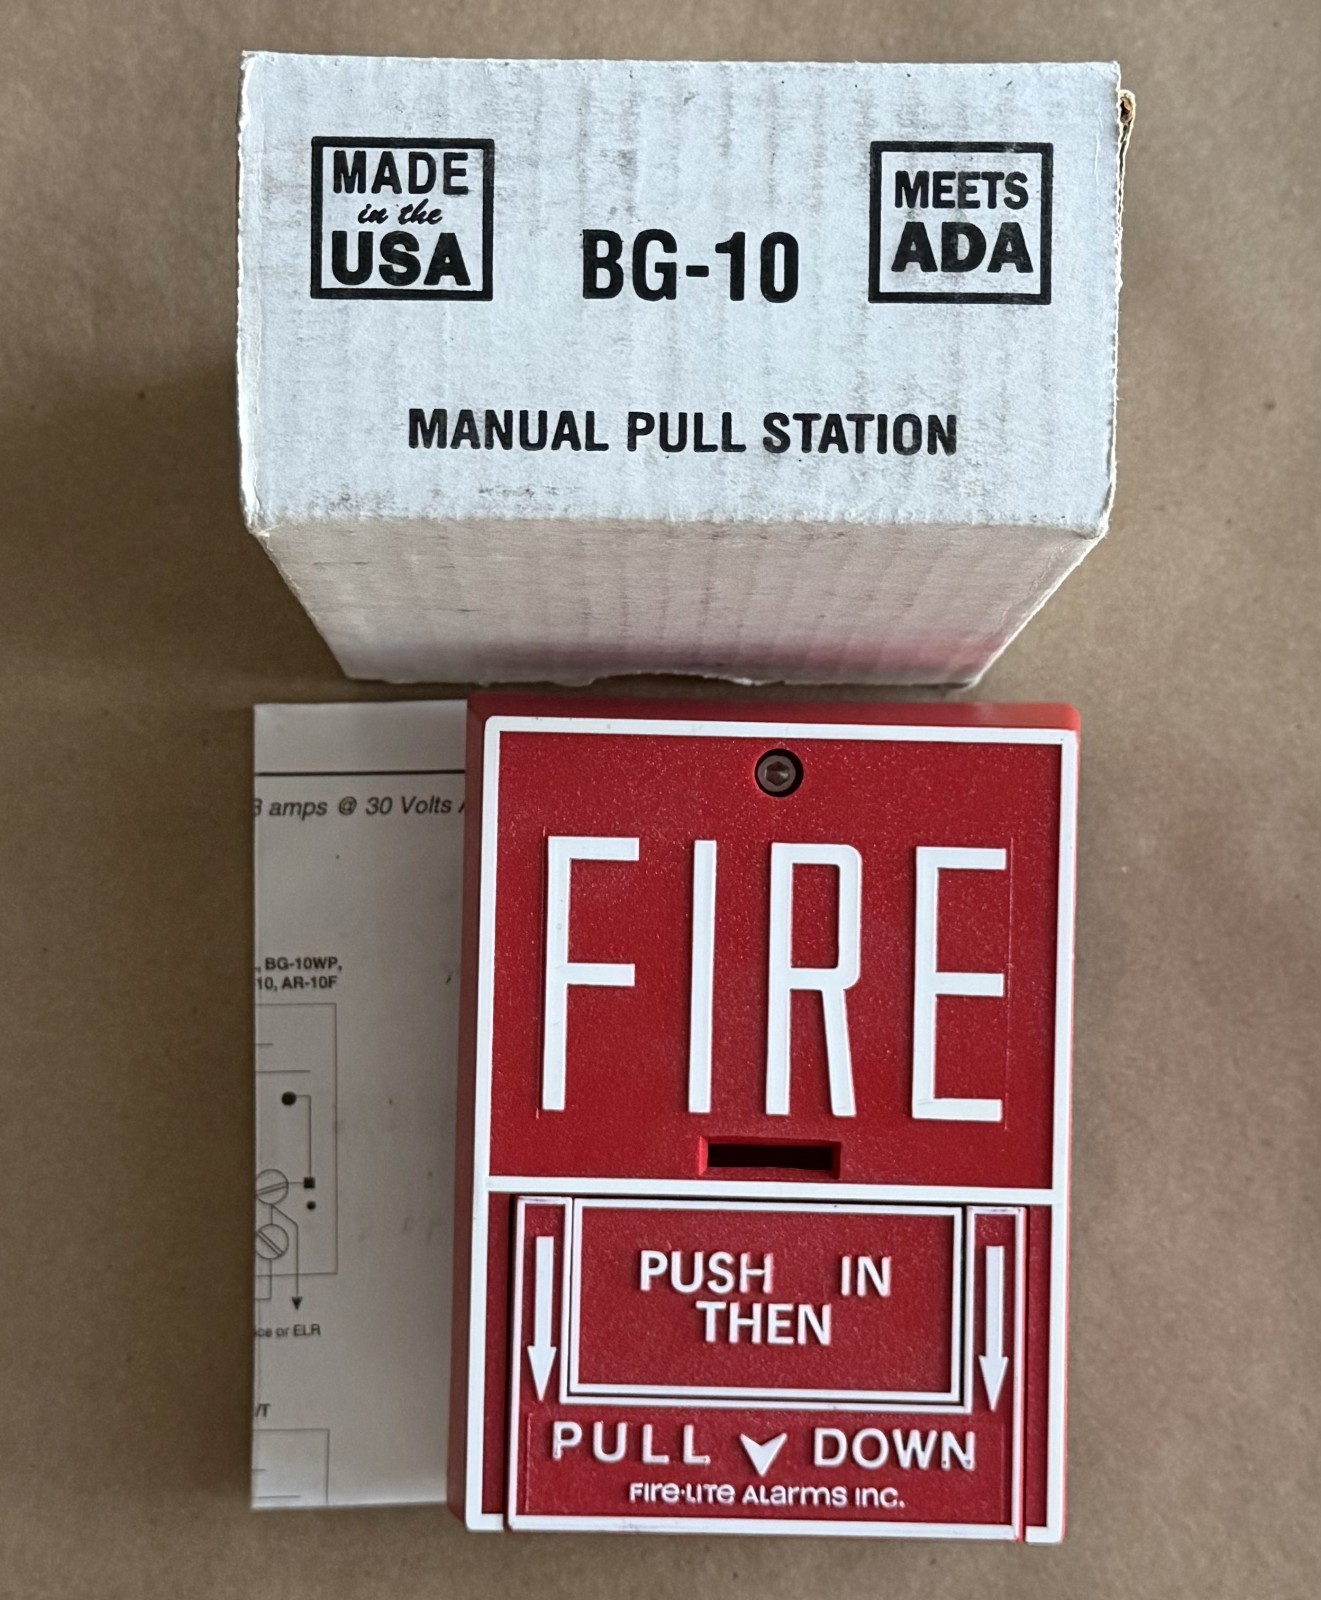 MADE
in the
USA
BG-10
MEETS
ADA
MANUAL PULL STATION
amps @ 30 Volts
, BG-10WP,
10, AR-10F
or ELR
/T
FIRE
PUSH IN
THEN
PULL DOWN
FIRE·LITE ALARMS INC.